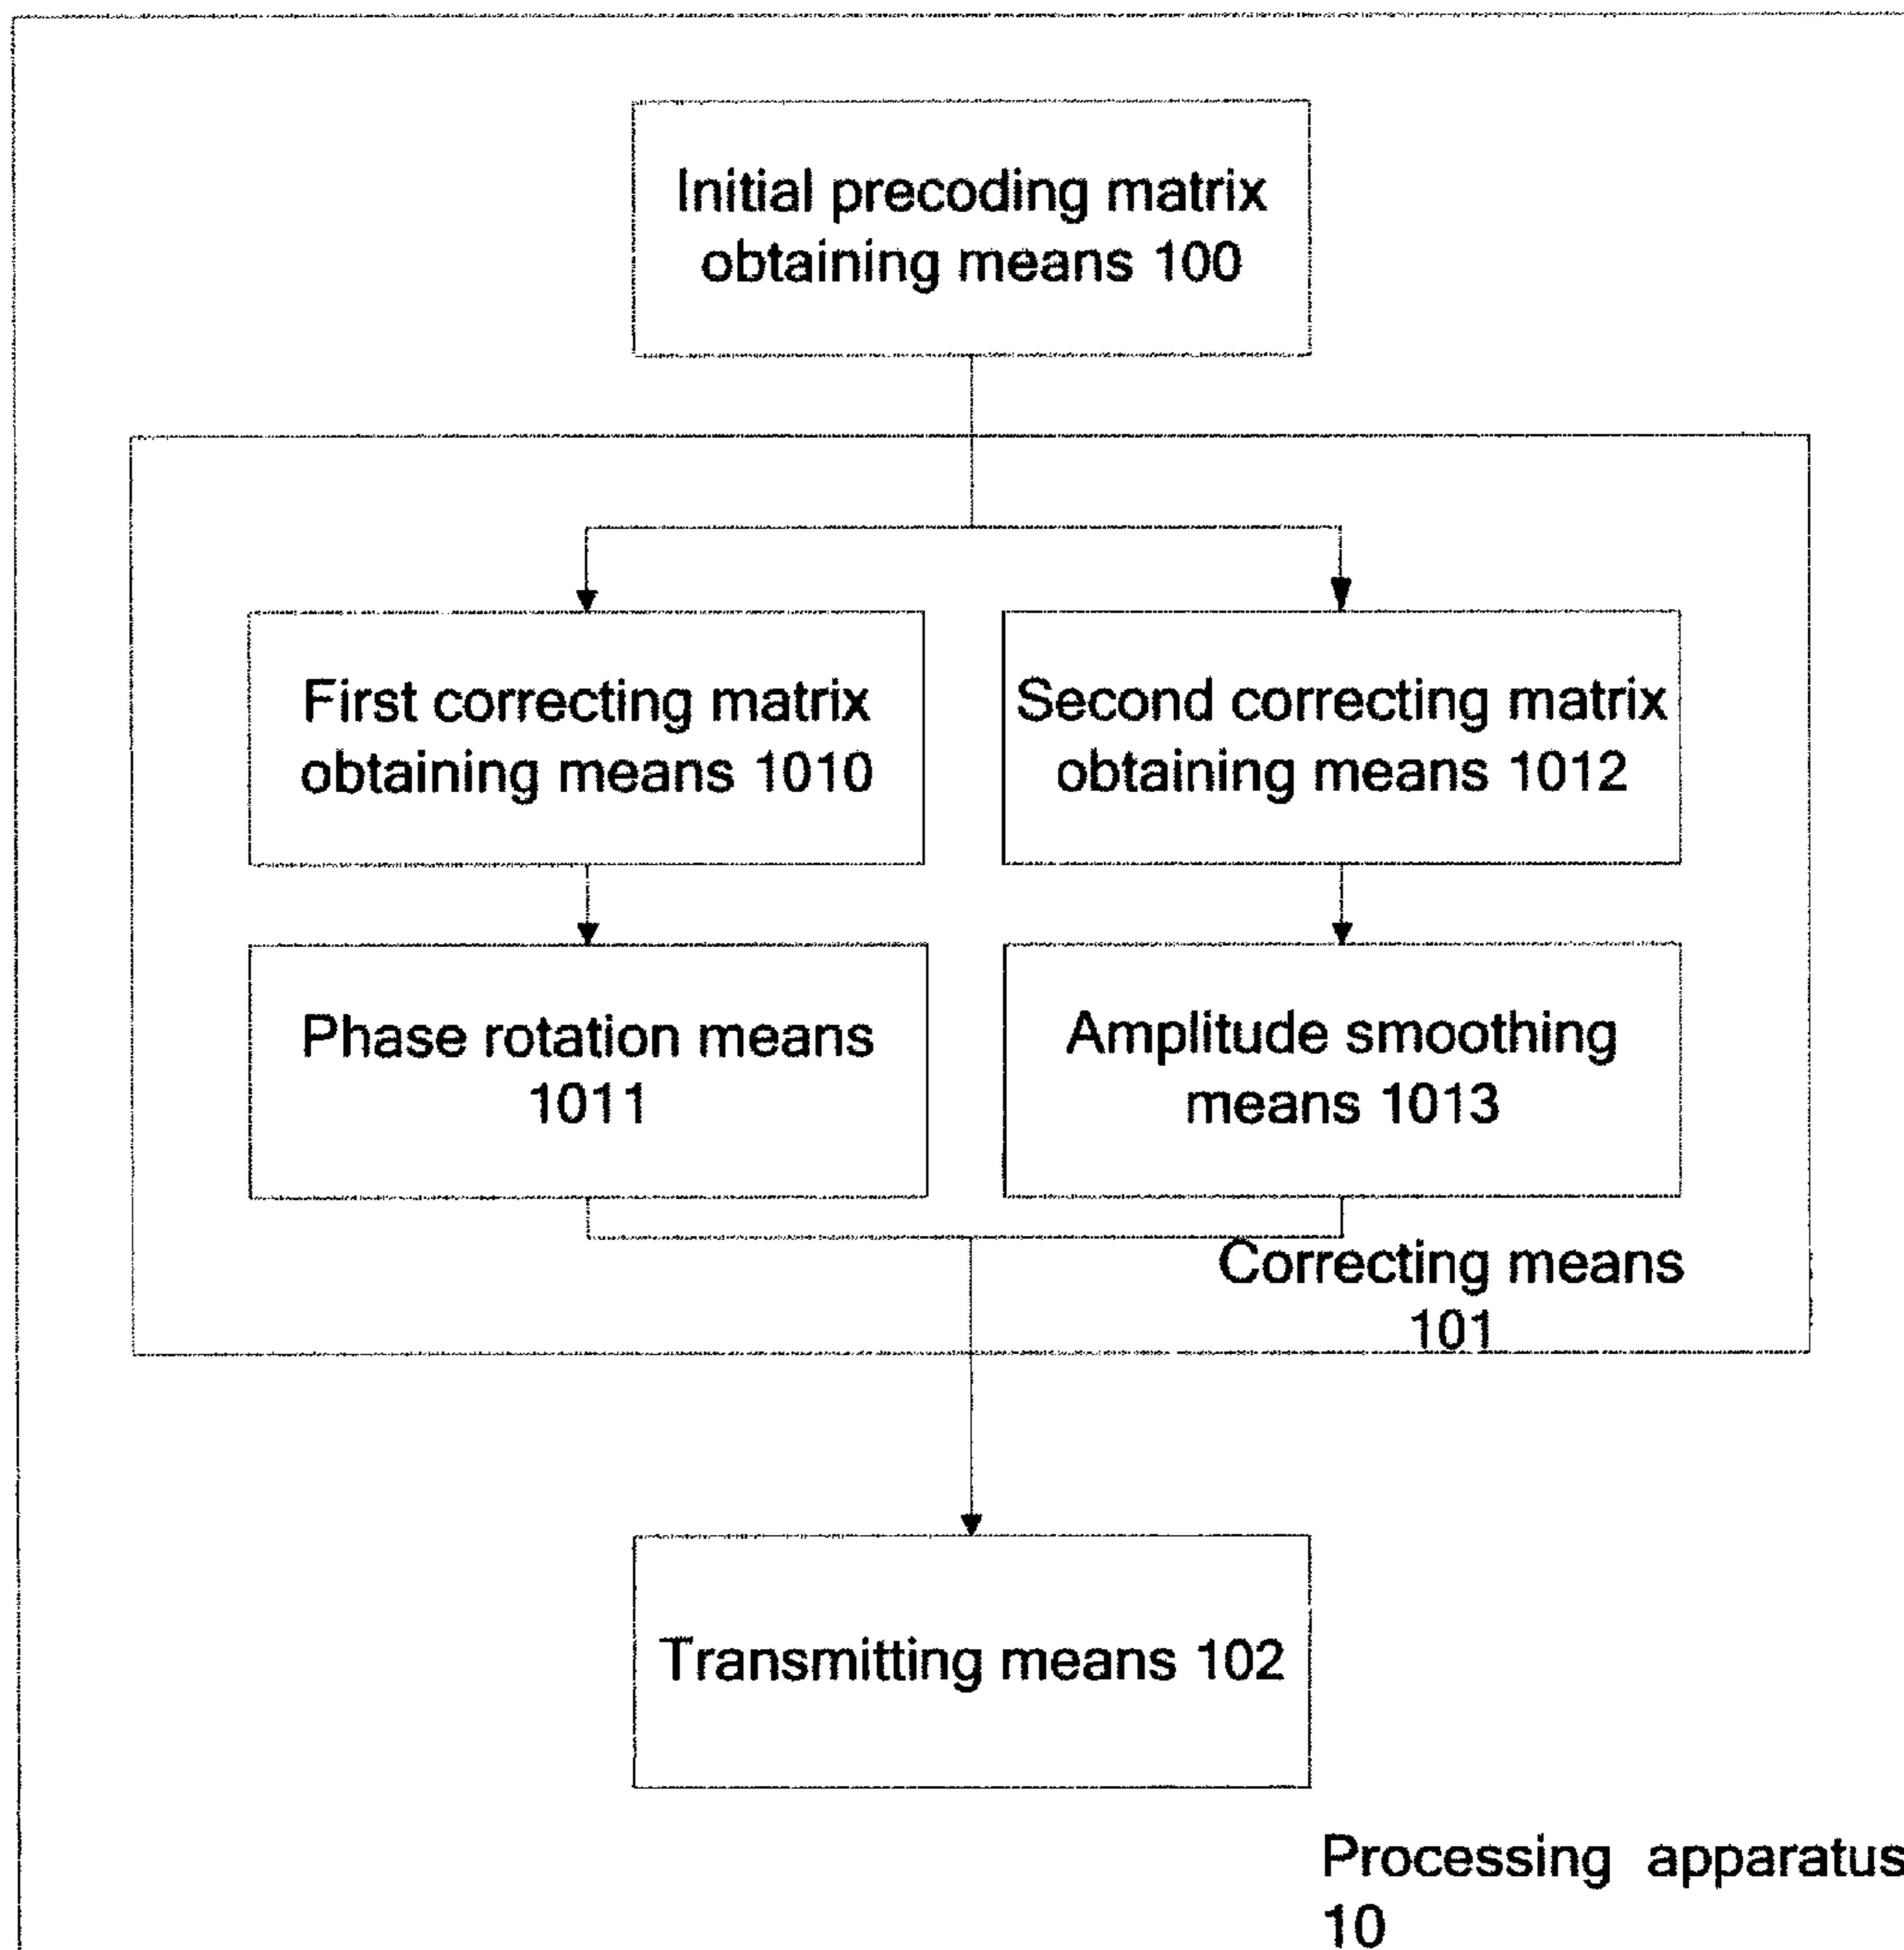 Initial precoding matrix
obtaining means 100
First correcting matrix
obtaining means 1010
Second correcting matrix
obtaining means 1012
Phase rotation means
1011
Amplitude smoothing
means 1013
Correcting means
101
Transmitting means 102
Processing apparatus
10